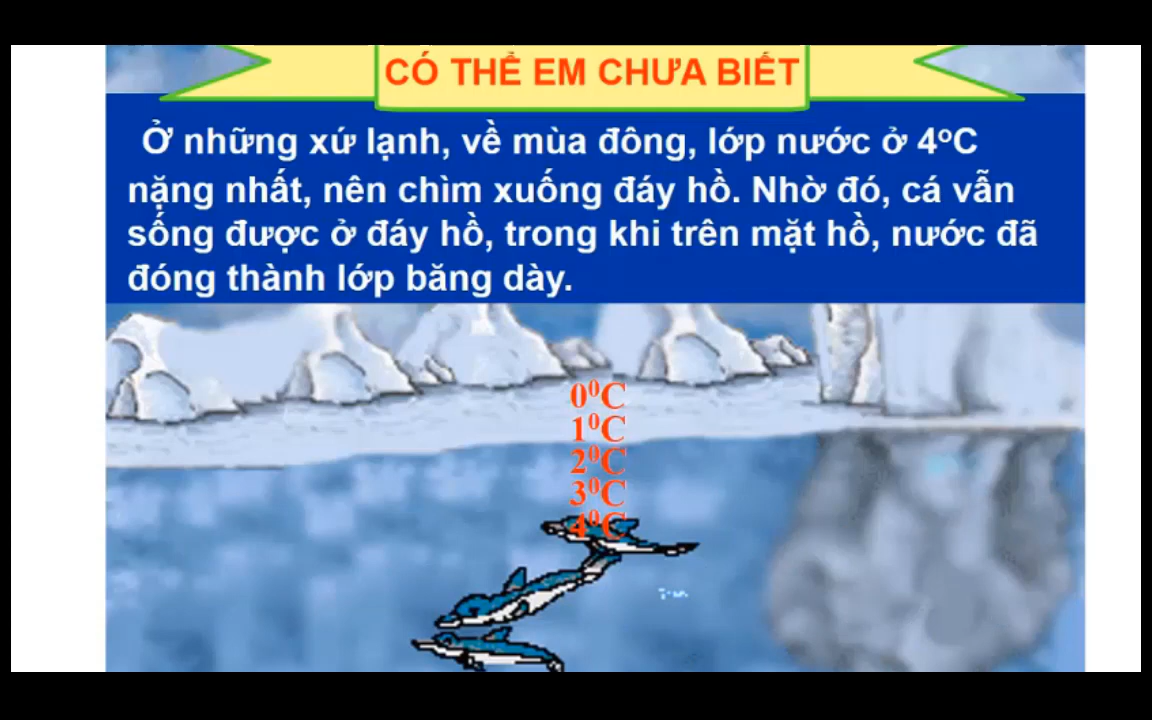 CÓ THỂ EM CHƯA BIẾT
Ở những xứ lạnh, về mùa đông, lớp nước ở 4ºC
nặng nhất, nên chìm xuống đáy hồ. Nhờ đó, cá vẫn
sống được ở đáy hồ, trong khi trên mặt hồ, nước đã
đóng thành lớp băng dày.
0⁰C
1⁰C
2⁰C
3⁰C
4⁰C